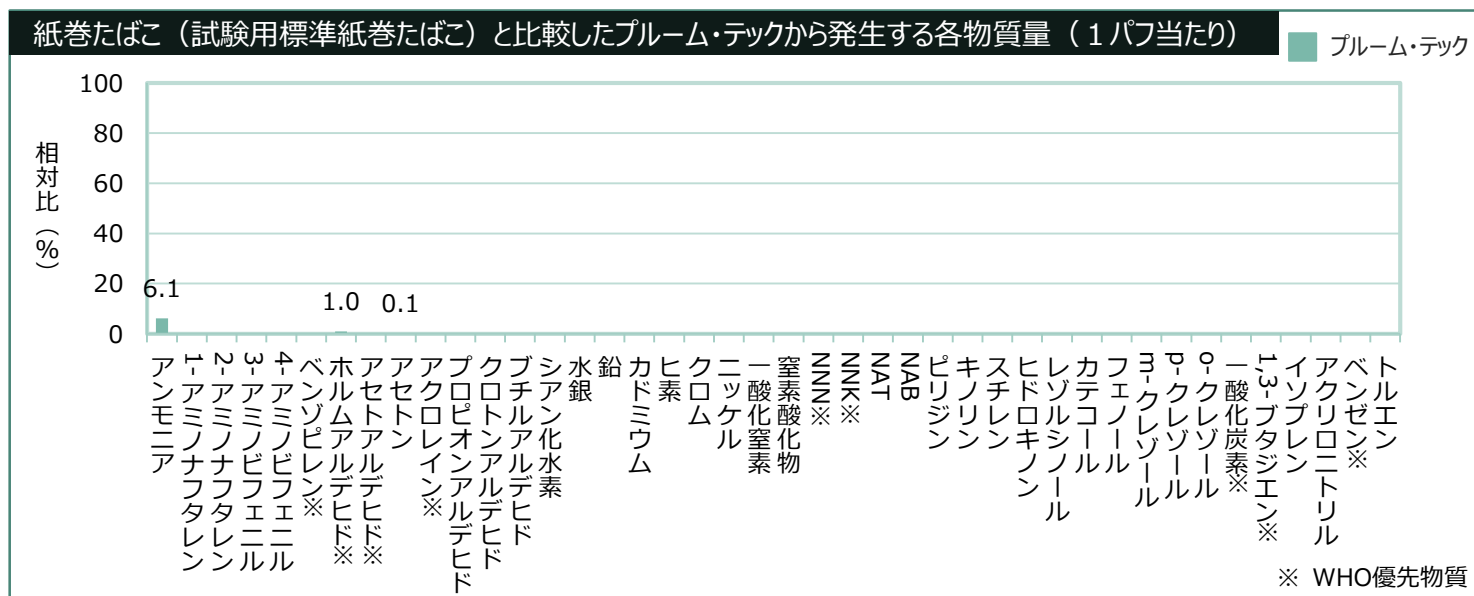 紙巻たばこ（試験用標準紙巻たばこ）と比較したプルーム・テックから発生する各物質量（１パフ当たり）
プルーム・テック
相対比（%）
100
80
60
40
20
0
6.1
1.0
0.1
アンモニア
1-アミノナフタレン
2-アミノナフタレン
3-アミノビフェニル
4-アミノビフェニル
ベンゾピレン※
ホルムアルデヒド※
アセトアルデヒド※
アセトン
アクロレイン※
プロピオンアルデヒド
クロトンアルデヒド
ブチルアルデヒド
シアン化水素
水銀
鉛
カドミウム
ヒ素
クロム
ニッケル
一酸化窒素
窒素酸化物
NNN※
NNK※
NAT
NAB
ピリジン
キノリン
スチレン
ヒドロキノン
レゾルシノール
カテコール
フェノール
m-クレゾール
p-クレゾール
o-クレゾール
一酸化炭素※
1,3-ブタジエン※
イソプレン
アクリロニトリル
ベンゼン※
トルエン
※ WHO優先物質